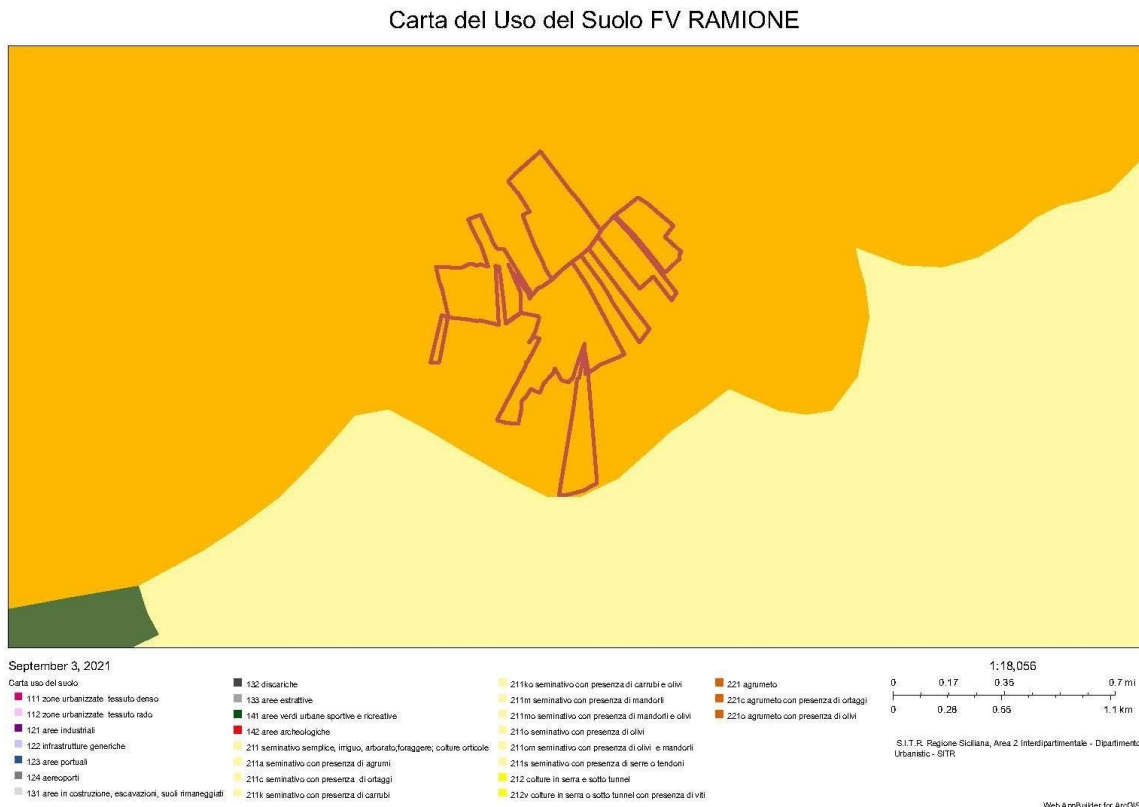 Carta del Uso del Suolo FV RAMIONE
September 3, 2021
Carta uso del suolo
111 zone urbanizzate tessuto denso
112 zone urbanizzate tessuto rado
121 aree industriali
122 infrastrutture generiche
123 aree portuali
124 aereoporti
131 aree in costruzione, escavazioni, suoli rimaneggiati
132 discariche
133 aree estrattive
141 aree verdi urbane sportive e ricreative
142 aree archeologiche
211 seminativo semplice, irriguo, arborato;foraggere; colture orticole
211a seminativo con presenza di agrumi
211c seminativo con presenza di ortaggi
211k seminativo con presenza di carrubi
211ko seminativo con presenza di carrubi e olivi
211m seminativo con presenza di mandorli
211mo seminativo con presenza di mandorli e olivi
211o seminativo con presenza di olivi
211om seminativo con presenza di olivi e mandorli
211s seminativo con presenza di serre o tendoni
212 colture in serra e sotto tunnel
212v colture in serra o sotto tunnel con presenza di viti
221 agrumeto
221c agrumeto con presenza di ortaggi
221o agrumeto con presenza di olivi
1:18,056
0 0.17 0.35 0.7 mi
0 0.28 0.55 1.1 km
S.I.T.R. Regione Siciliana, Area 2 Interdipartimentale - Dipartimento
Urbanistic - SITR
Web AppBuilder for ArcGIS